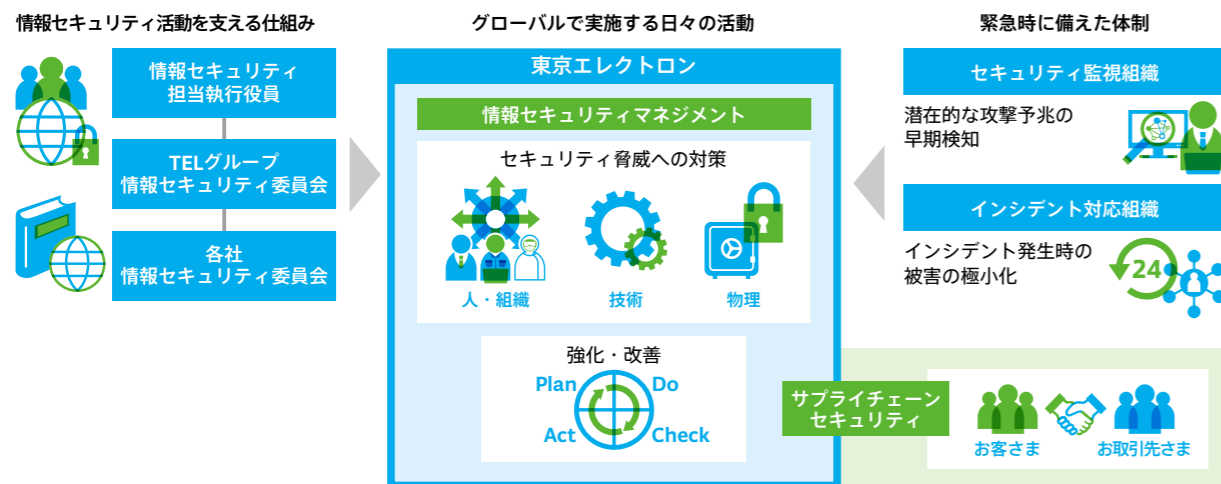 情報セキュリティ活動を支える仕組み
情報セキュリティ
担当執行役員
TELグループ
情報セキュリティ委員会
各社
情報セキュリティ委員会
グローバルで実施する日々の活動
東京エレクトロン
情報セキュリティマネジメント
セキュリティ脅威への対策
人・組織
技術
物理
強化・改善
Plan
Do
Act
Check
緊急時に備えた体制
セキュリティ監視組織
潜在的な攻撃予兆の
早期検知
インシデント対応組織
インシデント発生時の
被害の極小化
24
サプライチェーン
セキュリティ
お客さま
お取引先さま